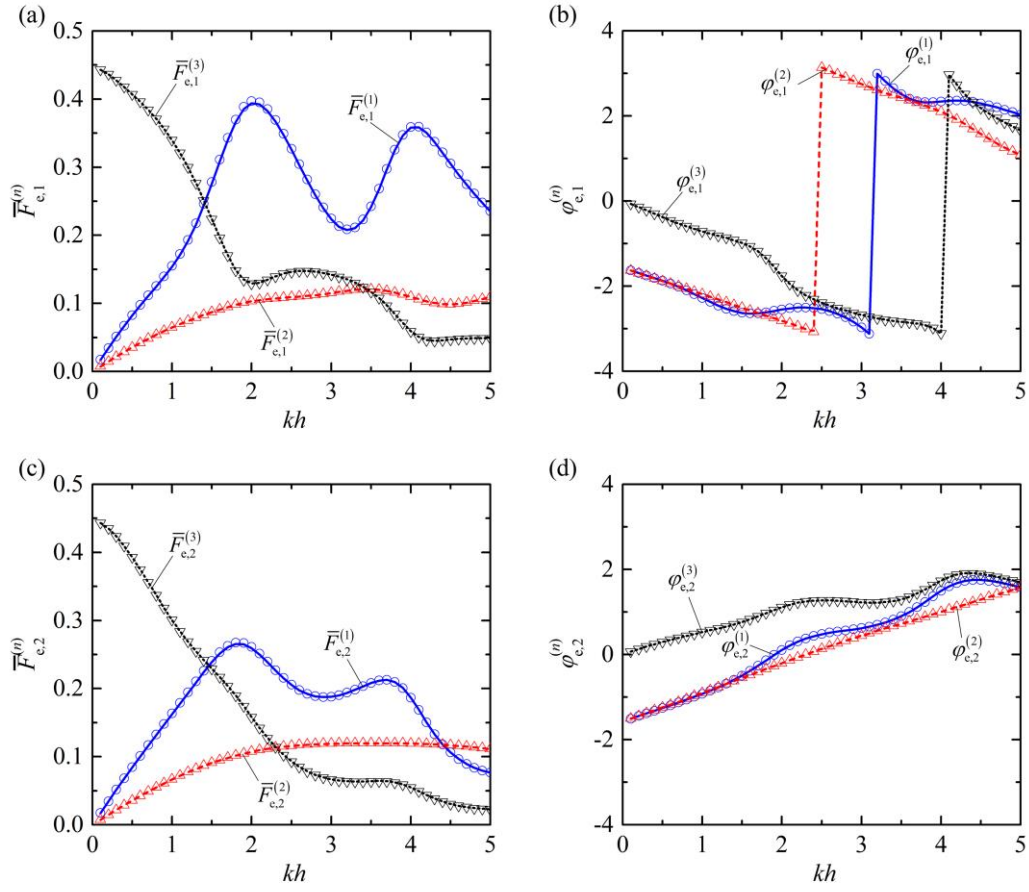 (a)
0.5
0.4
0.3
0.2
0.1
0.0
F̅e,1(n)
F̅e,1(3)
F̅e,1(1)
F̅e,1(2)
0 1 2 3 4 5
kh
(b)
4
2
0
-2
-4
φe,1(n)
φe,1(2)
φe,1(1)
φe,1(3)
0 1 2 3 4 5
kh
(c)
0.5
0.4
0.3
0.2
0.1
0.0
F̅e,2(n)
F̅e,2(3)
F̅e,2(1)
F̅e,2(2)
0 1 2 3 4 5
kh
(d)
4
2
0
-2
-4
φe,2(n)
φe,2(3)
φe,2(1)
φe,2(2)
0 1 2 3 4 5
kh